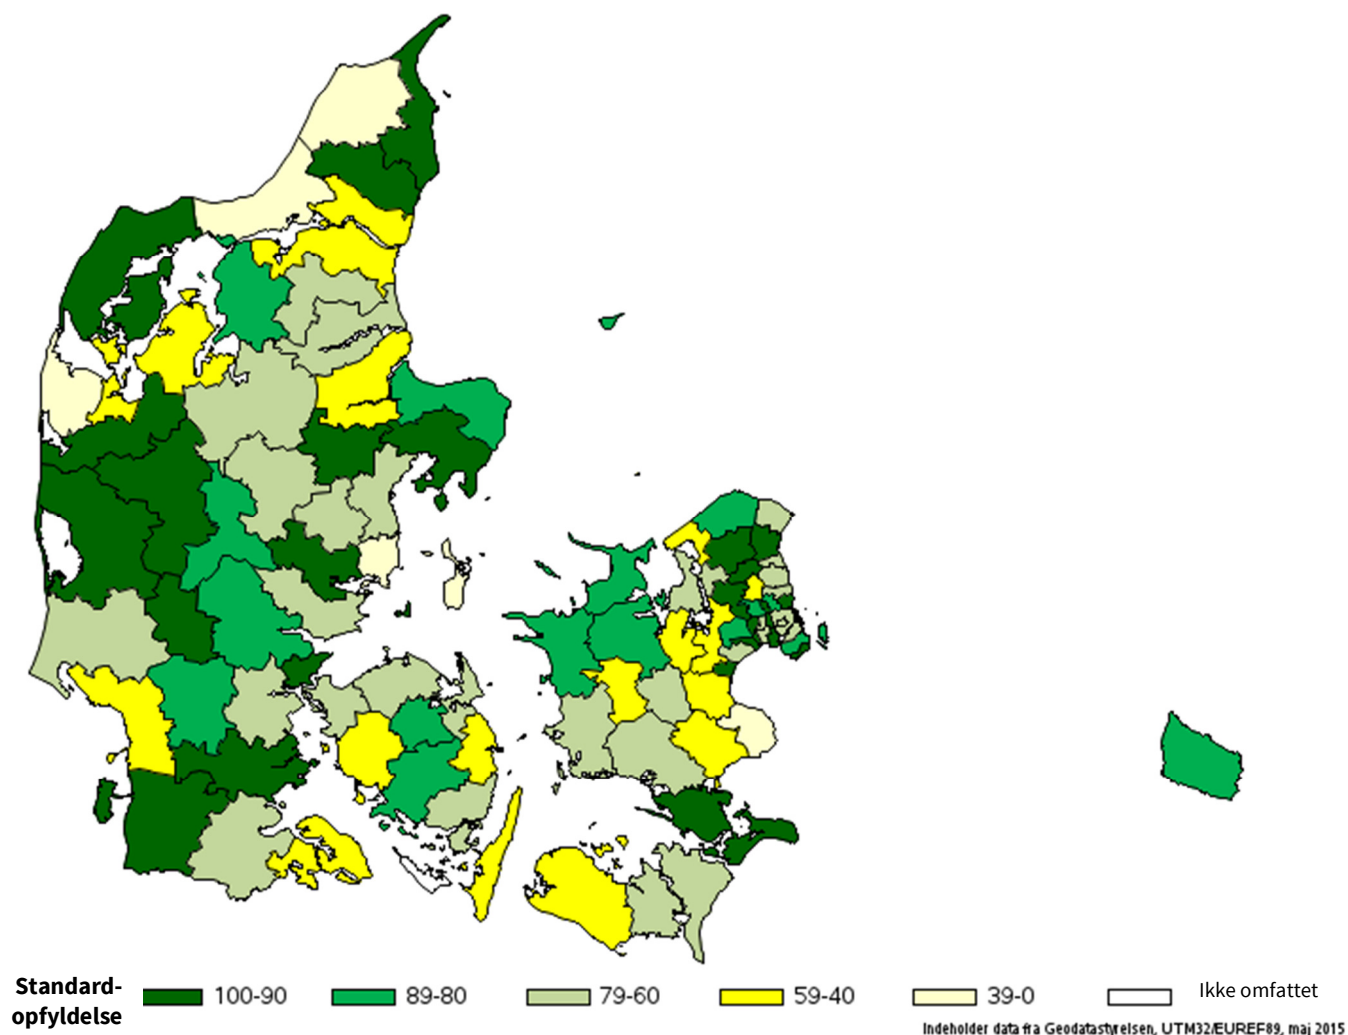 Standard-
opfyldelse
100-90
89-80
79-60
59-40
39-0
Ikke omfattet
Indeholder data fra Geodatastyrelsen, UTM32/EUREF89, maj 2015